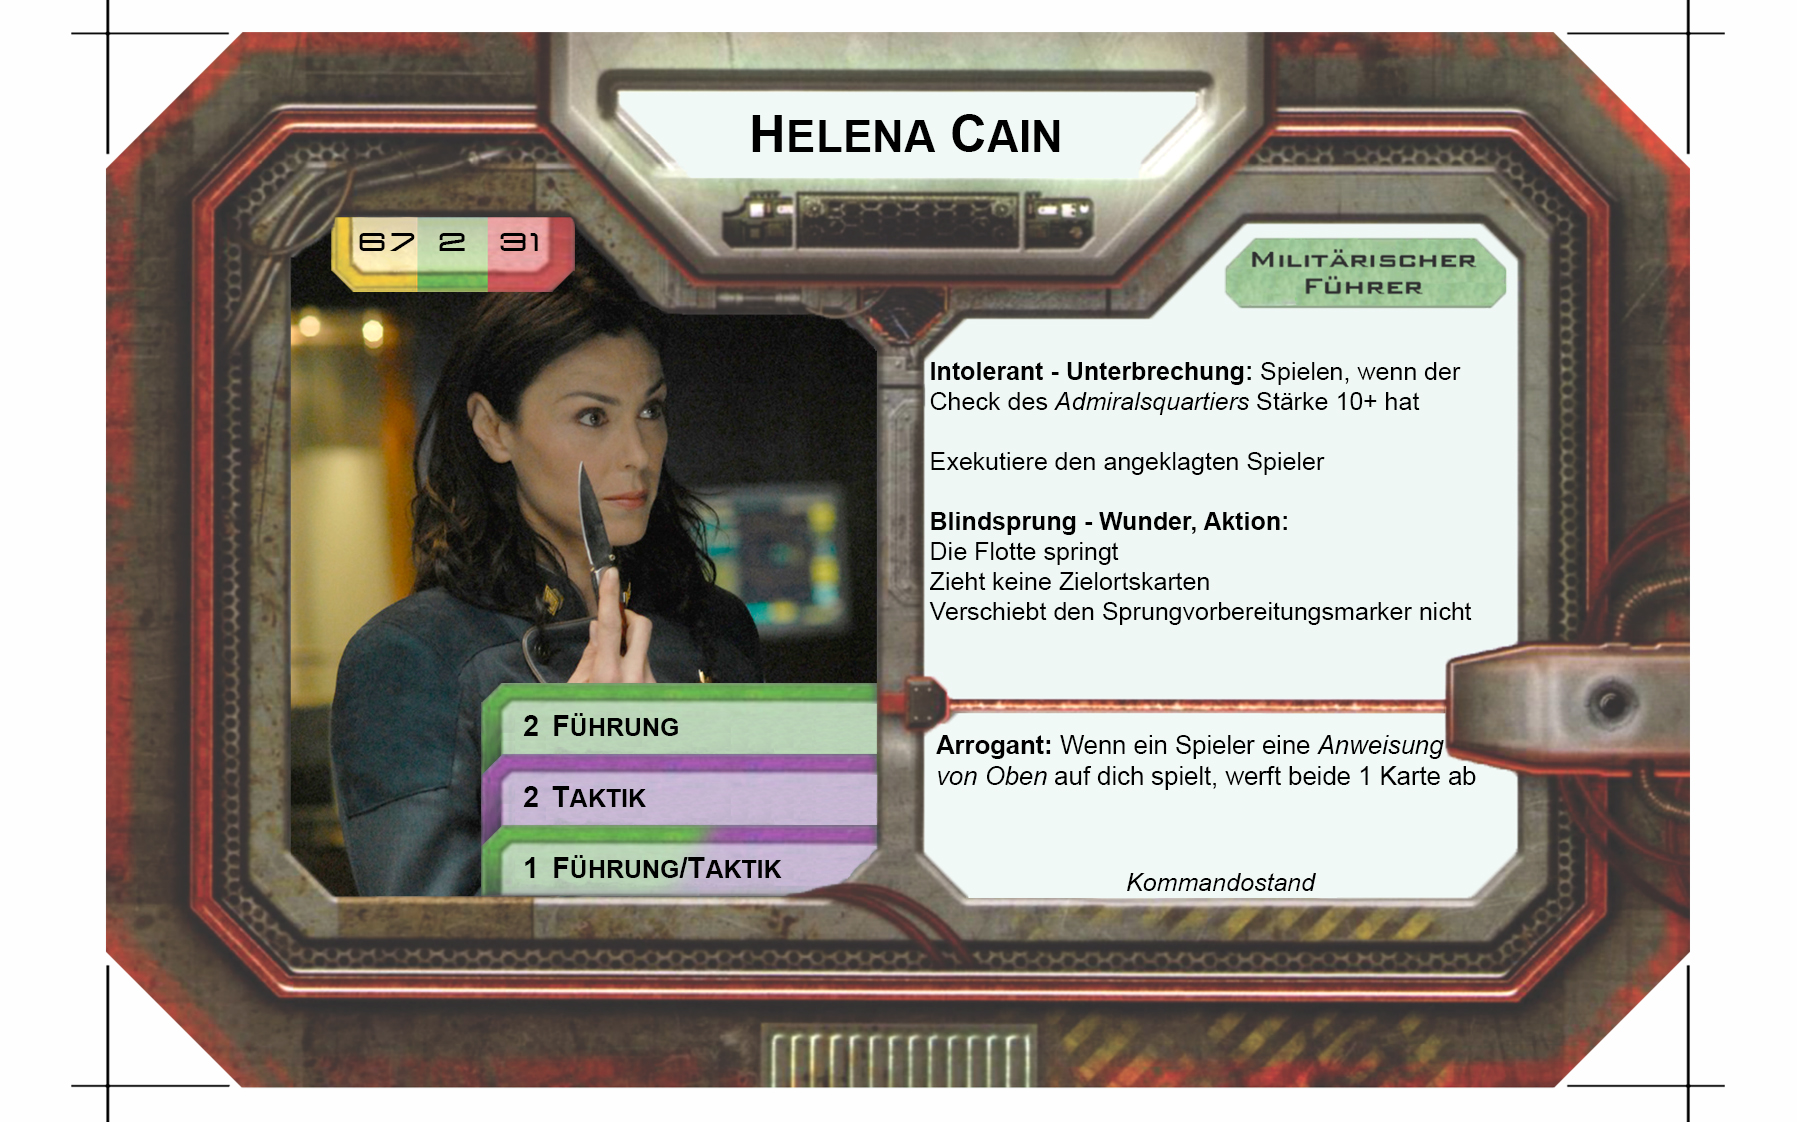 HELENA CAIN
67 2 31
MILITÄRISCHER
FÜHRER
Intolerant - Unterbrechung: Spielen, wenn der
Check des Admiralsquartiers Stärke 10+ hat
Exekutiere den angeklagten Spieler
Blindsprung - Wunder, Aktion:
Die Flotte springt
Zieht keine Zielortskarten
Verschiebt den Sprungvorbereitungsmarker nicht
2 FÜHRUNG
2 TAKTIK
1 FÜHRUNG/TAKTIK
Arrogant: Wenn ein Spieler eine Anweisung
von Oben auf dich spielt, werft beide 1 Karte ab
Kommandostand